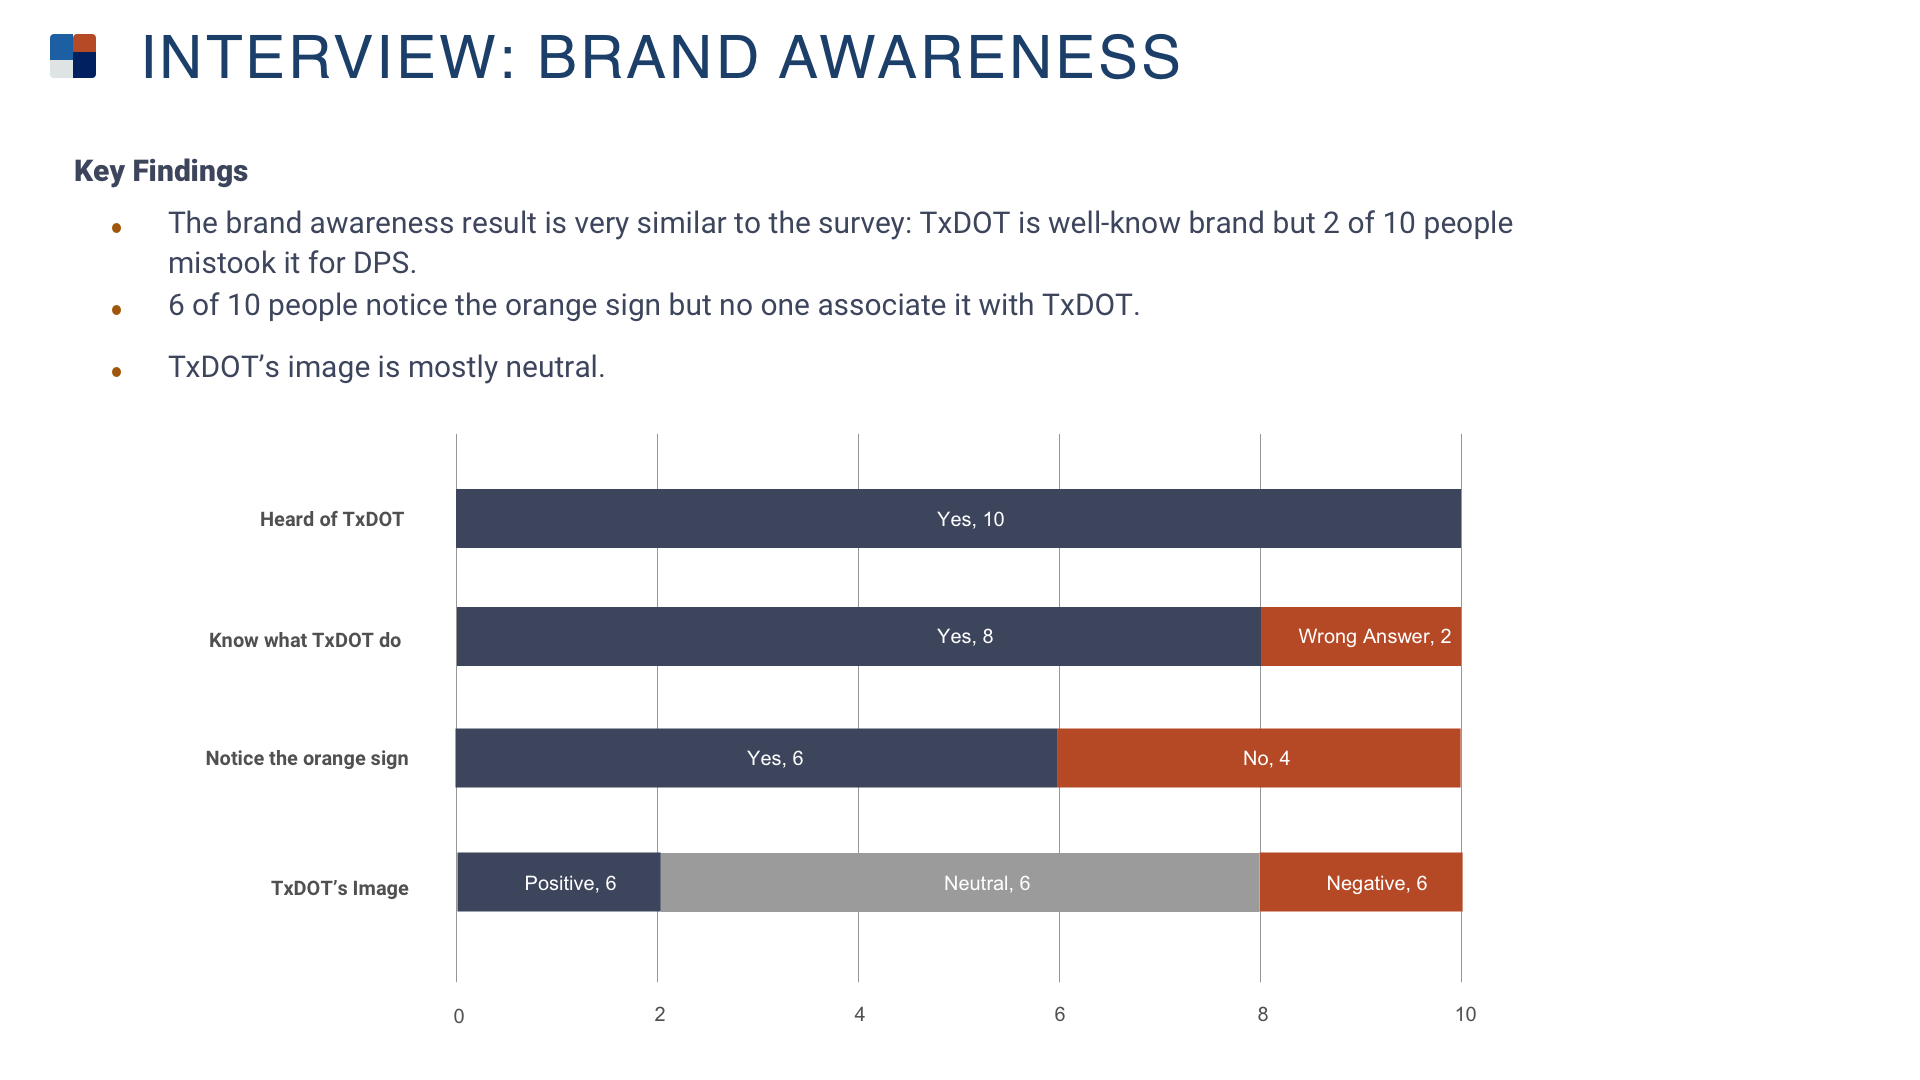 INTERVIEW: BRAND AWARENESS
Key Findings
• The brand awareness result is very similar to the survey: TxDOT is well-know brand but 2 of 10 people
mistook it for DPS.
• 6 of 10 people notice the orange sign but no one associate it with TxDOT.
• TxDOT’s image is mostly neutral.
Heard of TxDOT
Yes, 10
Know what TxDOT do
Yes, 8
Wrong Answer, 2
Notice the orange sign
Yes, 6
No, 4
TxDOT’s Image
Positive, 6
Neutral, 6
Negative, 6
0
2
4
6
8
10